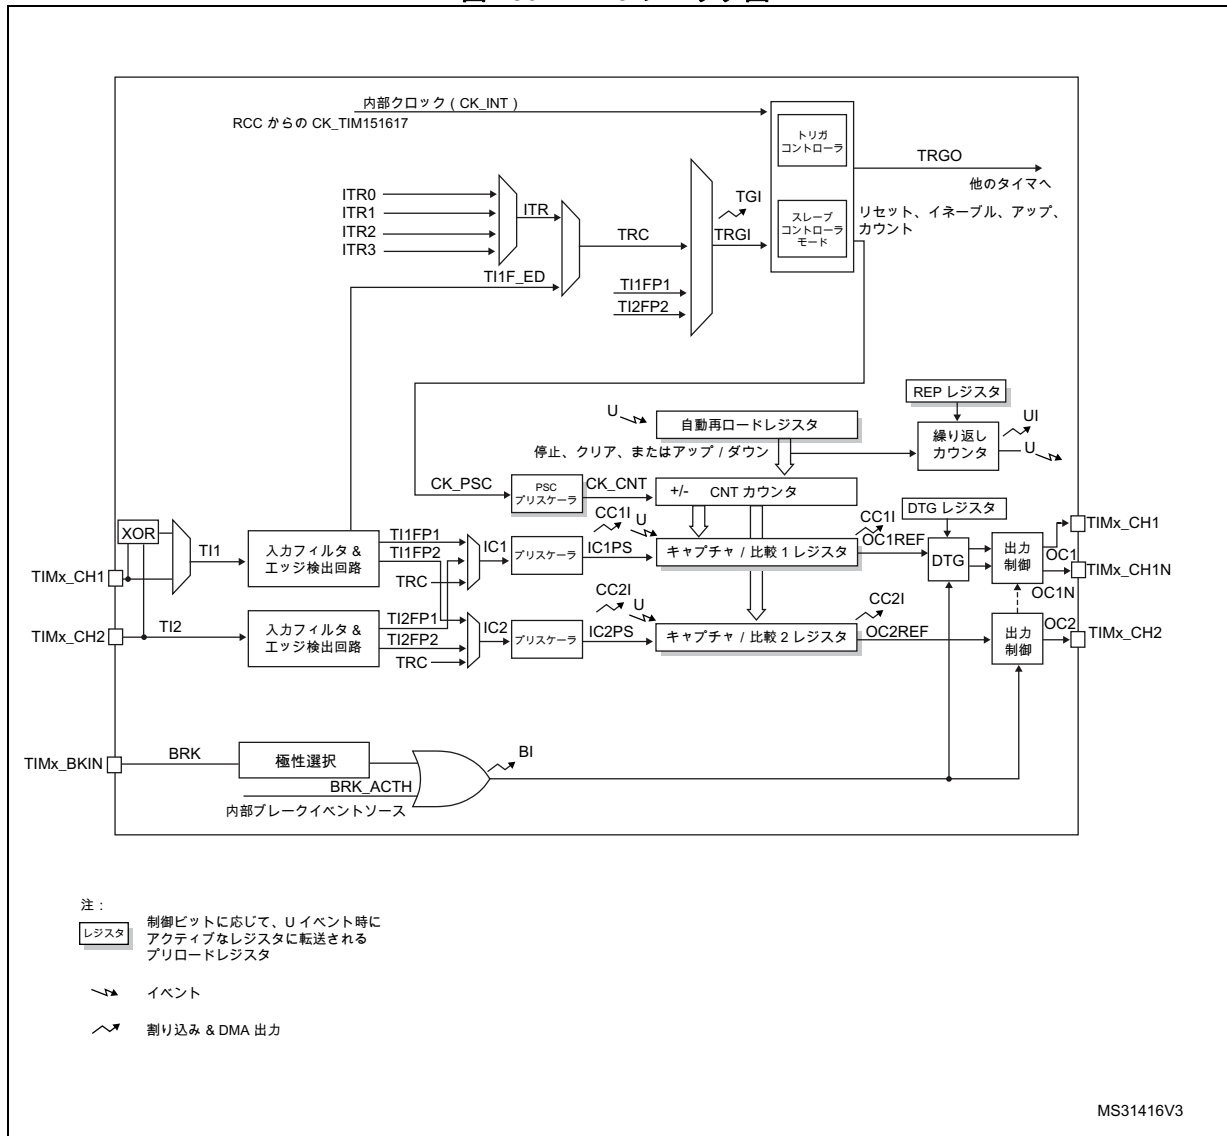 内部クロック ( CK_INT )
RCC からの CK_TIM151617
トリガ
コントローラ
TRGO
他のタイマへ
ITR0
ITR1
ITR2
ITR3
ITR
TRC
TGI
TRGI
スレーブ
コントローラ
モード
リセット、イネーブル、アップ、
カウント
TI1F_ED
TI1FP1
TI2FP2
REP レジスタ
U
自動再ロードレジスタ
繰り返し
カウンタ
UI
U
停止、クリア、またはアップ / ダウン
CK_PSC
PSC
プリスケーラ
CK_CNT
+/-
CNT カウンタ
DTG レジスタ
XOR
TI1
入力フィルタ &
エッジ検出回路
TI1FP1
TI1FP2
TRC
IC1
プリスケーラ
IC1PS
CC1I
U
キャプチャ / 比較 1 レジスタ
CC1I
OC1REF
DTG
出力
制御
OC1
TIMx_CH1
TIMx_CH1N
OC1N
TIMx_CH1
TIMx_CH2
TI2
入力フィルタ &
エッジ検出回路
TI2FP1
TI2FP2
TRC
IC2
プリスケーラ
IC2PS
CC2I
U
キャプチャ / 比較 2 レジスタ
CC2I
OC2REF
出力
制御
OC2
TIMx_CH2
TIMx_BKIN
BRK
極性選択
BRK_ACTH
内部ブレークイベントソース
BI
注 :
レジスタ
制御ビットに応じて、U イベント時に
アクティブなレジスタに転送される
プリロードレジスタ
イベント
割り込み & DMA 出力
MS31416V3